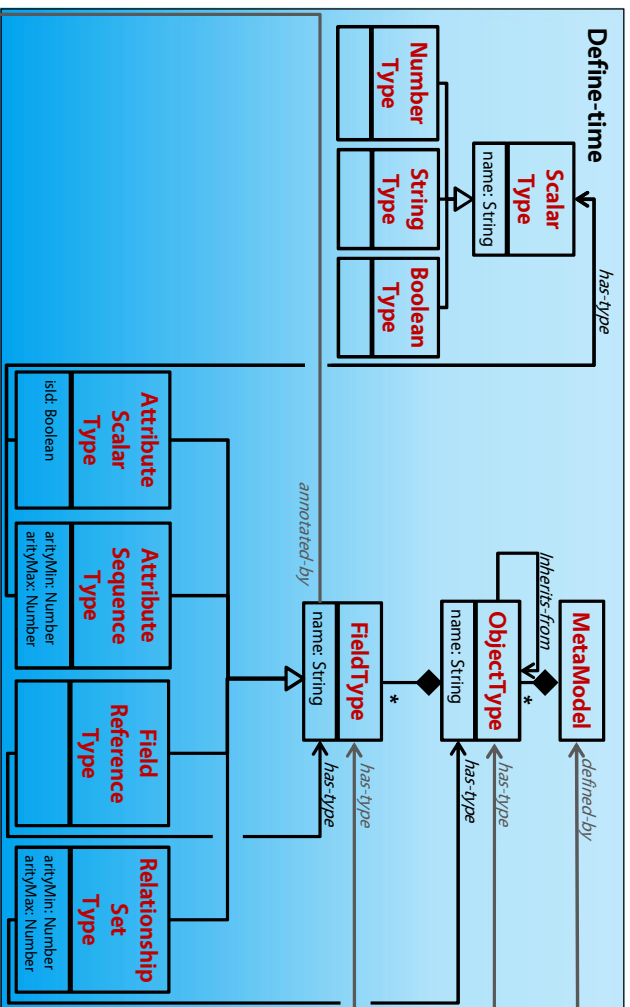 Define-time
MetaModel
defined-by
Inherits-from
*
ObjectType
name: String
has-type
has-type
Scalar
Type
name: String
has-type
*
FieldType
name: String
has-type
has-type
annotated-by
Number
Type
String
Type
Boolean
Type
Attribute
Scalar
Type
isId: Boolean
Attribute
Sequence
Type
arityMin: Number
arityMax: Number
Field
Reference
Type
Relationship
Set
Type
arityMin: Number
arityMax: Number